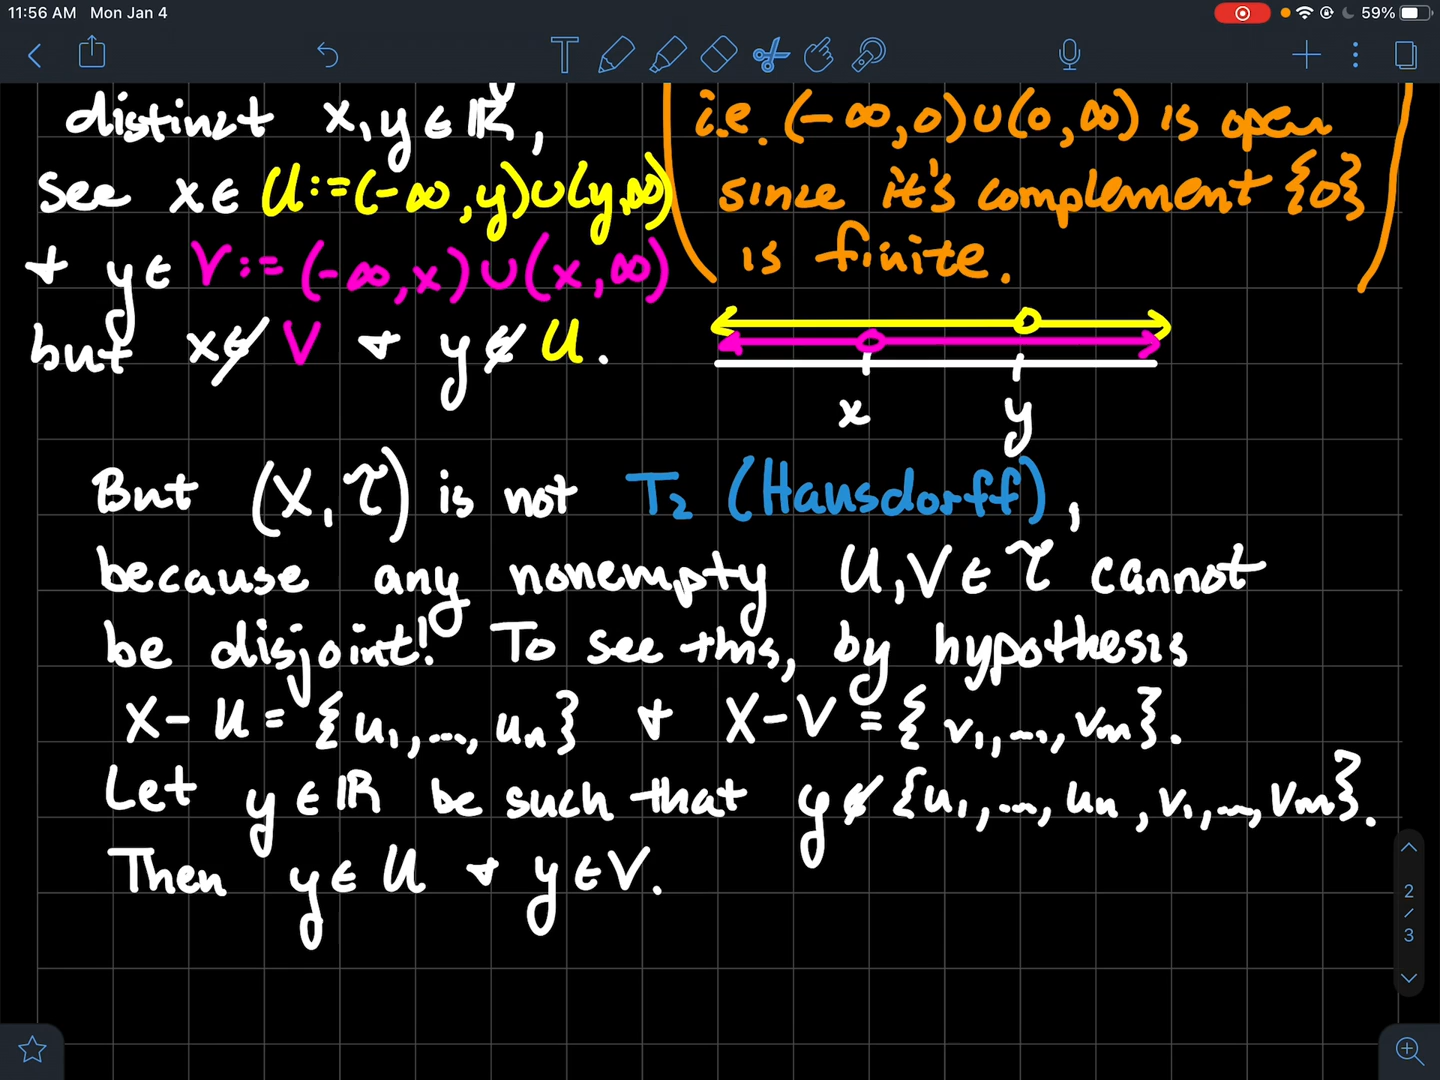 11:56 AM Mon Jan 4
59%
distinct x,y ∈ ℝ,
see x ∈ U:=(-∞,y)∪(y,∞)
+ y ∈ V:=(-∞,x)∪(x,∞)
but x∉V + y∉U.
i.e. (-∞,0)∪(0,∞) is open
since it's complement {0}
is finite.
x y
But (X,τ) is not T₂ (Hausdorff),
because any nonempty U,V∈τ cannot
be disjoint! To see this, by hypothesis
X-U={u₁,...,uₙ} + X-V={v₁,...,vₘ}.
Let y∈ℝ be such that y∉{u₁,...,uₙ,v₁,...,vₘ}.
Then y∈U + y∈V.
2
/
3